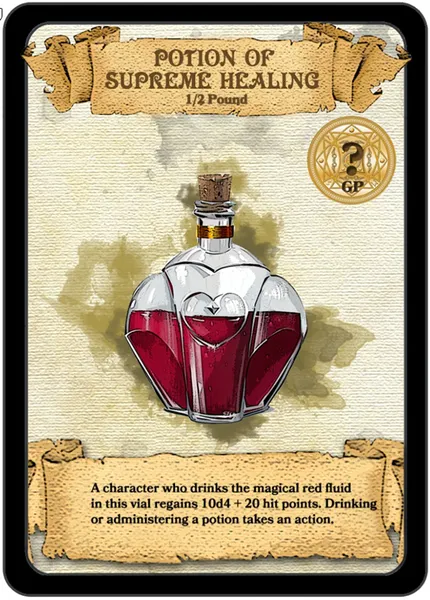 POTION OF
SUPREME HEALING
1/2 Pound
?
GP
A character who drinks the magical red fluid
in this vial regains 10d4 + 20 hit points. Drinking
or administering a potion takes an action.